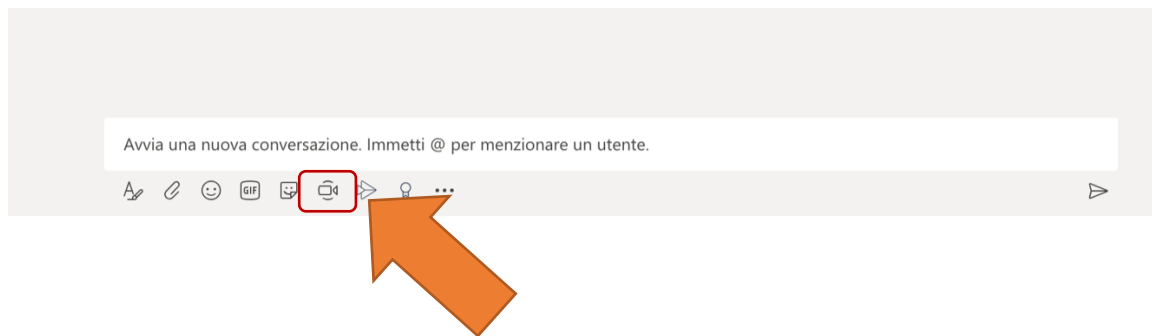 Avvia una nuova conversazione. Immetti @ per menzionare un utente.
GIF